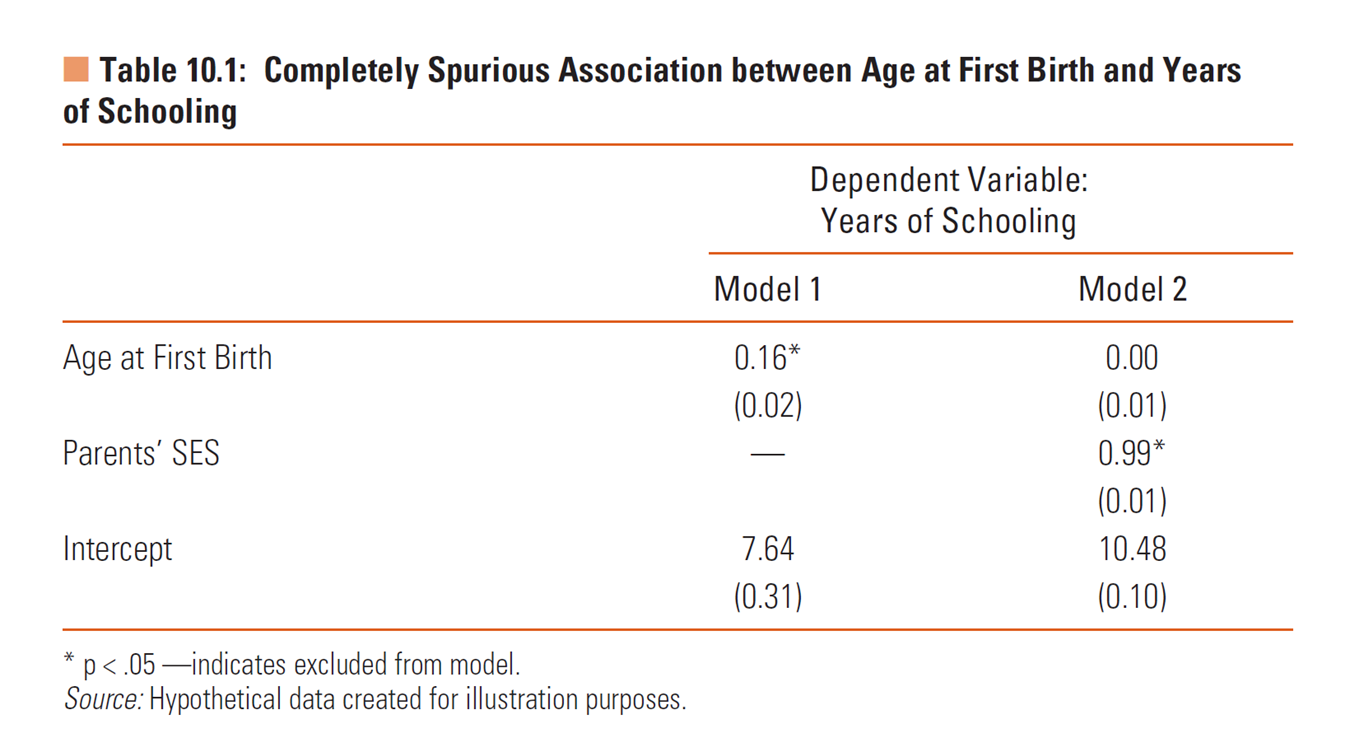 Table 10.1: Completely Spurious Association between Age at First Birth and Years
of Schooling
Dependent Variable:
Years of Schooling
Model 1 Model 2
Age at First Birth 0.16* 0.00
(0.02) (0.01)
Parents’ SES — 0.99*
(0.01)
Intercept 7.64 10.48
(0.31) (0.10)
* p < .05 —indicates excluded from model.
Source: Hypothetical data created for illustration purposes.